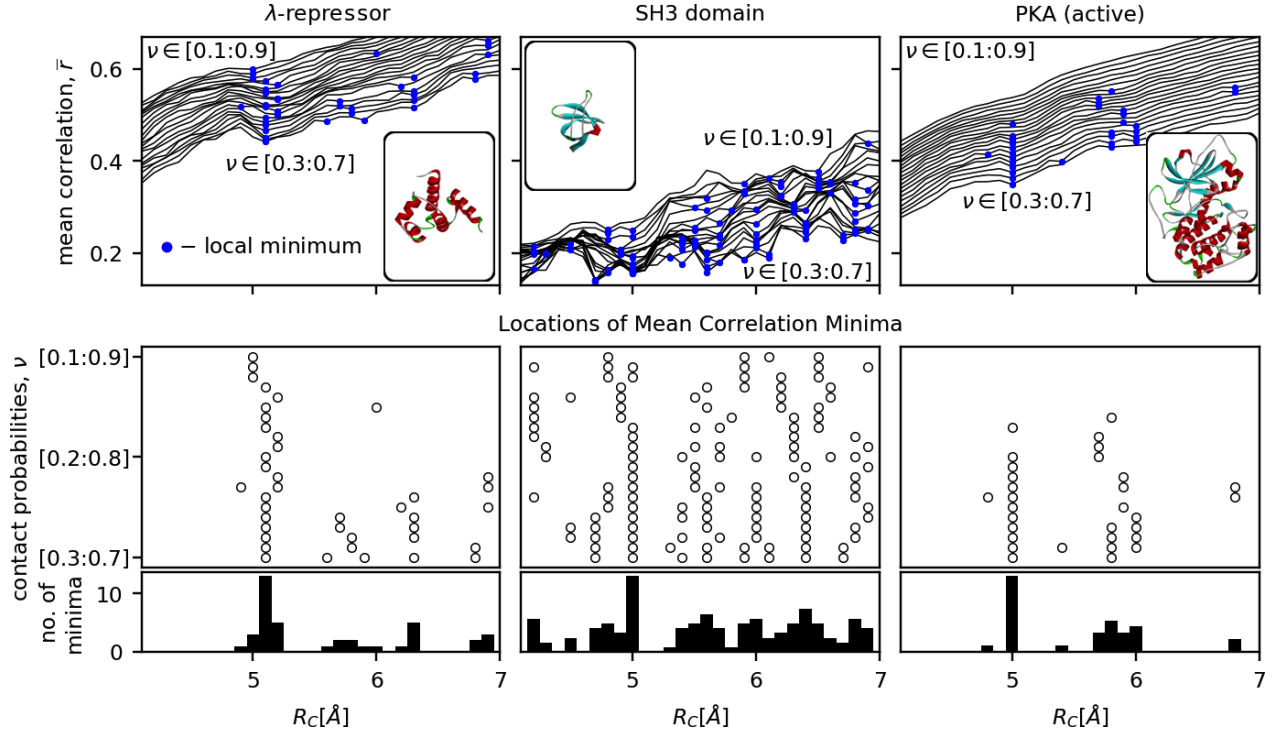 λ-repressor
SH3 domain
PKA (active)
mean correlation, r̅
0.6
0.4
0.2
ν ∈ [0.1:0.9]
ν ∈ [0.3:0.7]
– local minimum
ν ∈ [0.1:0.9]
ν ∈ [0.3:0.7]
ν ∈ [0.1:0.9]
ν ∈ [0.3:0.7]
Locations of Mean Correlation Minima
contact probabilities, ν
[0.1:0.9]
[0.2:0.8]
[0.3:0.7]
no. of
minima
10
0
5
6
7
5
6
7
5
6
7
R_C[Å]
R_C[Å]
R_C[Å]